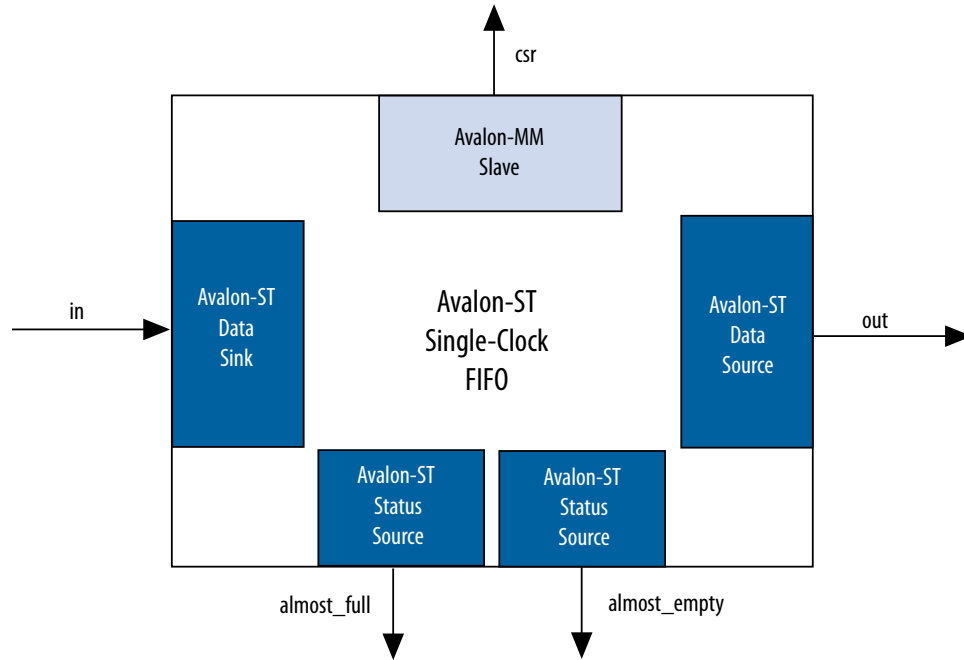 csr
Avalon-MM
Slave
Avalon-ST
Data
Sink
in
Avalon-ST
Single-Clock
FIFO
Avalon-ST
Data
Source
out
Avalon-ST
Status
Source
Avalon-ST
Status
Source
almost_full
almost_empty